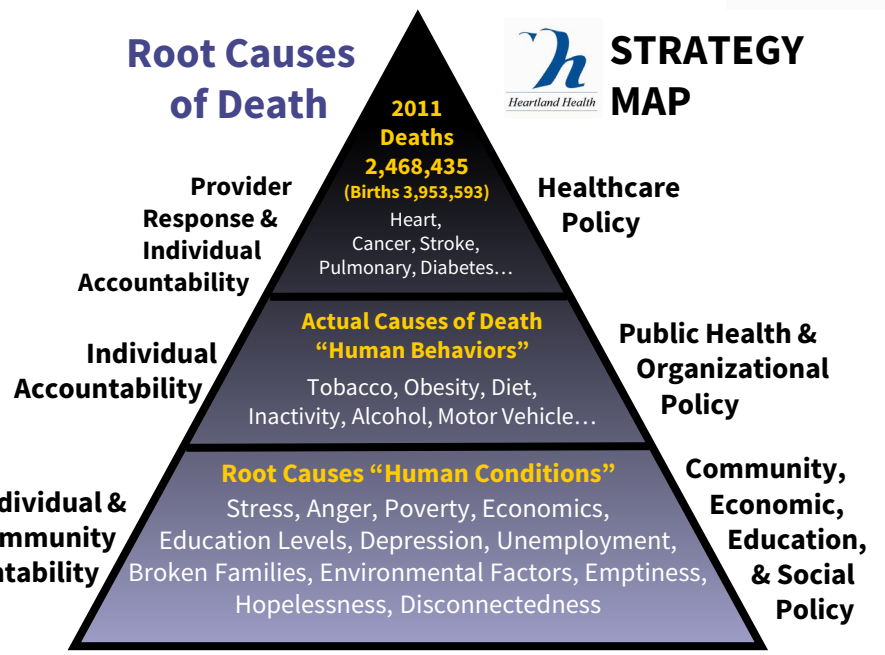 Root Causes
of Death
Heartland Health
STRATEGY
MAP
2011
Deaths
2,468,435
(Births 3,953,593)
Heart,
Cancer, Stroke,
Pulmonary, Diabetes…
Provider
Response &
Individual
Accountability
Healthcare
Policy
Actual Causes of Death
“Human Behaviors”
Tobacco, Obesity, Diet,
Inactivity, Alcohol, Motor Vehicle…
Individual
Accountability
Public Health &
Organizational
Policy
Root Causes “Human Conditions”
Stress, Anger, Poverty, Economics,
Education Levels, Depression, Unemployment,
Broken Families, Environmental Factors, Emptiness,
Hopelessness, Disconnectedness
dividual &
mmunity
ntability
Community,
Economic,
Education,
& Social
Policy